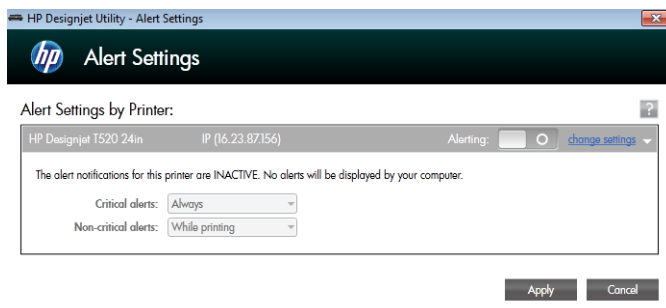 HP Designjet Utility - Alert Settings
hp Alert Settings
Alert Settings by Printer:
?
HP Designjet T520 24in IP (16.23.87.156) Alerting: change settings
The alert notifications for this printer are INACTIVE. No alerts will be displayed by your computer.
Critical alerts: Always
Non-critical alerts: While printing
Apply Cancel